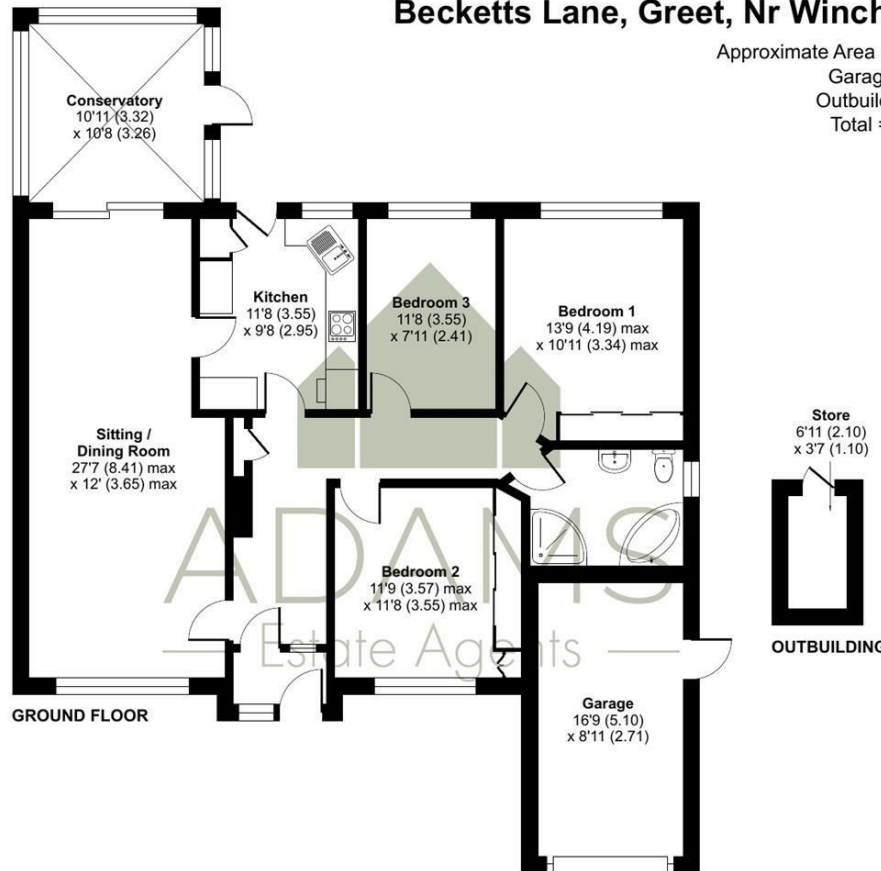 Becketts Lane, Greet, Nr Winch
Approximate Area
Garag
Outbuil
Total =
Conservatory
10'11 (3.32)
x 10'8 (3.26)
Kitchen
11'8 (3.55)
x 9'8 (2.95)
Bedroom 3
11'8 (3.55)
x 7'11 (2.41)
Bedroom 1
13'9 (4.19) max
x 10'11 (3.34) max
Sitting /
Dining Room
27'7 (8.41) max
x 12' (3.65) max
Store
6'11 (2.10)
x 3'7 (1.10)
ADAMS
Estate Agents
Bedroom 2
11'9 (3.57) max
x 11'8 (3.55) max
OUTBUILDING
Garage
16'9 (5.10)
x 8'11 (2.71)
GROUND FLOOR